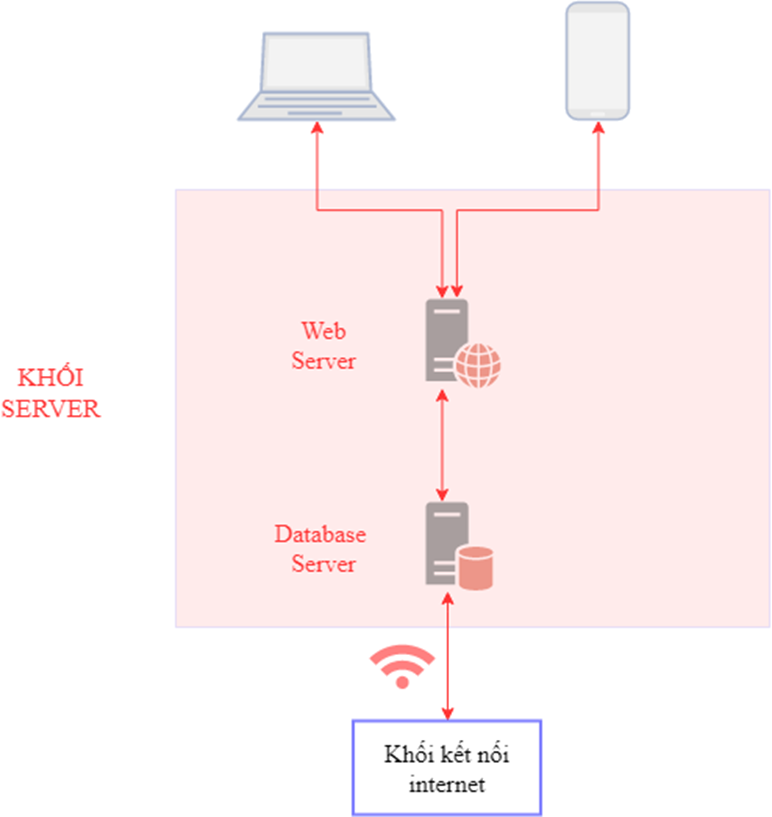 Web
Server
KHỐI
SERVER
Database
Server
Khối kết nối
internet